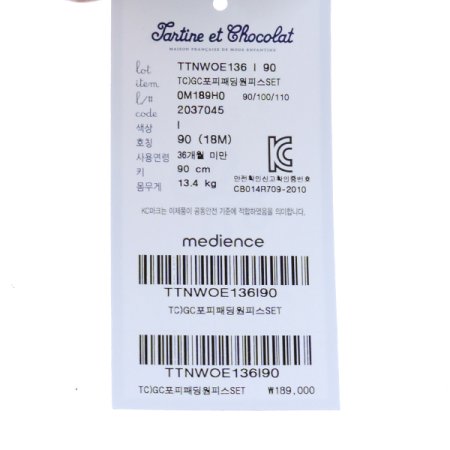 Tartine et Chocolat
MAISON FRANÇAISE DE MODE ENFANTINE
lot TTNWOE136 I 90
item TC)GC포피패딩원피스SET
l/# 0M189H0 90/100/110
code 2037045
색상 I
호칭 90 (18M)
사용연령 36개월 미만
키 90 cm
몸무게 13.4 kg
안전확인신고확인증번호
CB014R709-2010
KC마크는 이제품이 공통안전 기준에 적합하였음을 의미합니다.
medience
TTNWOE136I90
TC)GC포피패딩원피스SET
TTNWOE136I90
TC)GC포피패딩원피스SET ₩189,000